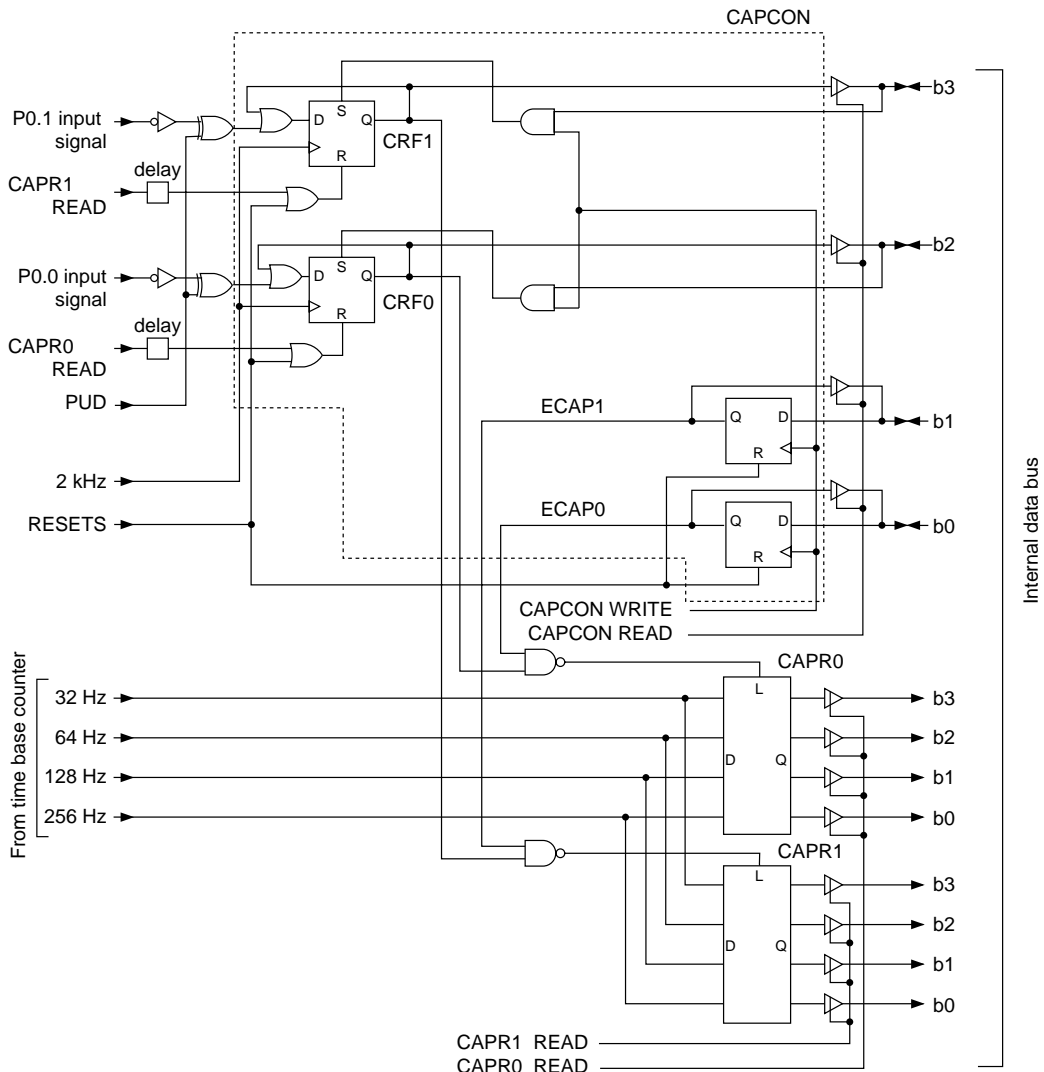 CAPCON
b3
P0.1 input
signal
S
D
Q
R
CRF1
delay
CAPR1
READ
b2
P0.0 input
signal
S
D
Q
R
CRF0
delay
CAPR0
READ
PUD
ECAP1
Q
D
R
b1
2 kHz
RESETS
ECAP0
Q
D
R
b0
Internal data bus
CAPCON WRITE
CAPCON READ
CAPR0
From time base counter
32 Hz
64 Hz
128 Hz
256 Hz
L
D
Q
b3
b2
b1
b0
CAPR1
L
D
Q
b3
b2
b1
b0
CAPR1 READ
CAPR0 READ